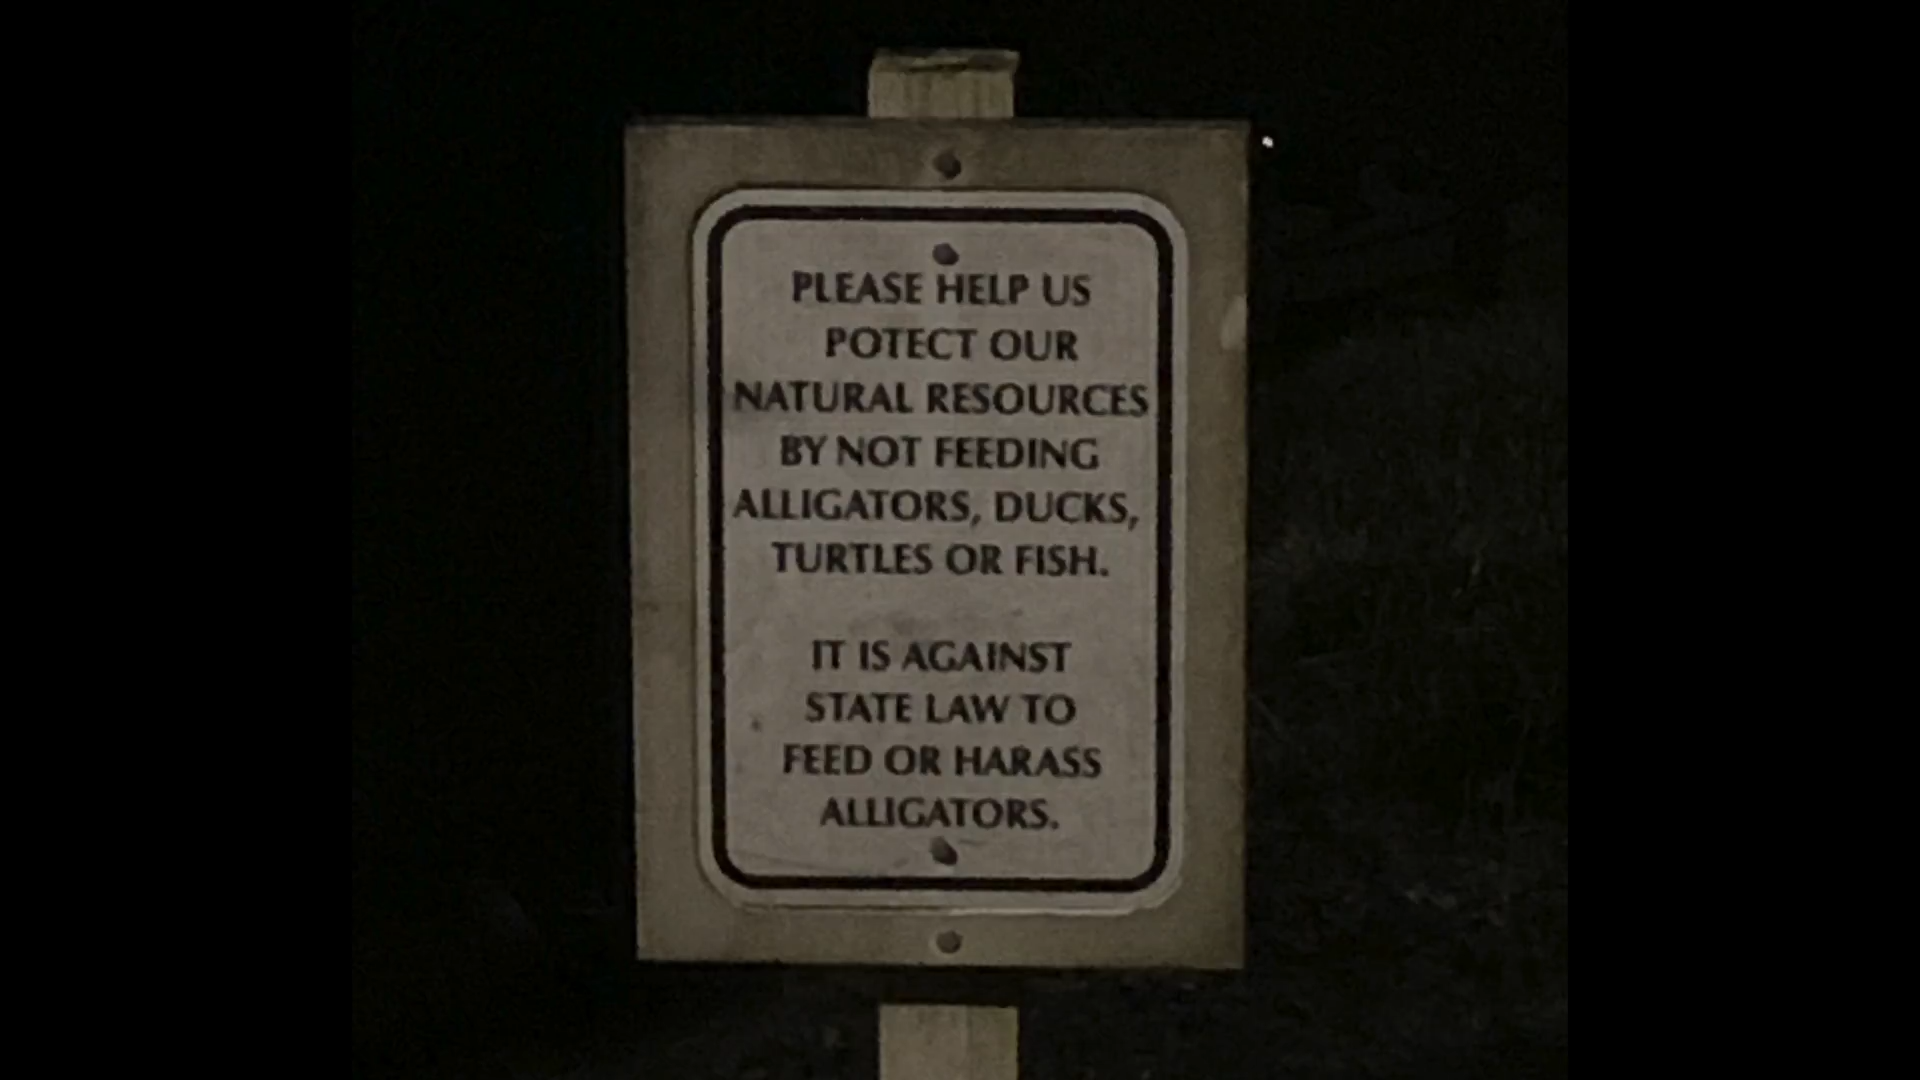 PLEASE HELP US
POTECT OUR
NATURAL RESOURCES
BY NOT FEEDING
ALLIGATORS, DUCKS,
TURTLES OR FISH.
IT IS AGAINST
STATE LAW TO
FEED OR HARASS
ALLIGATORS.